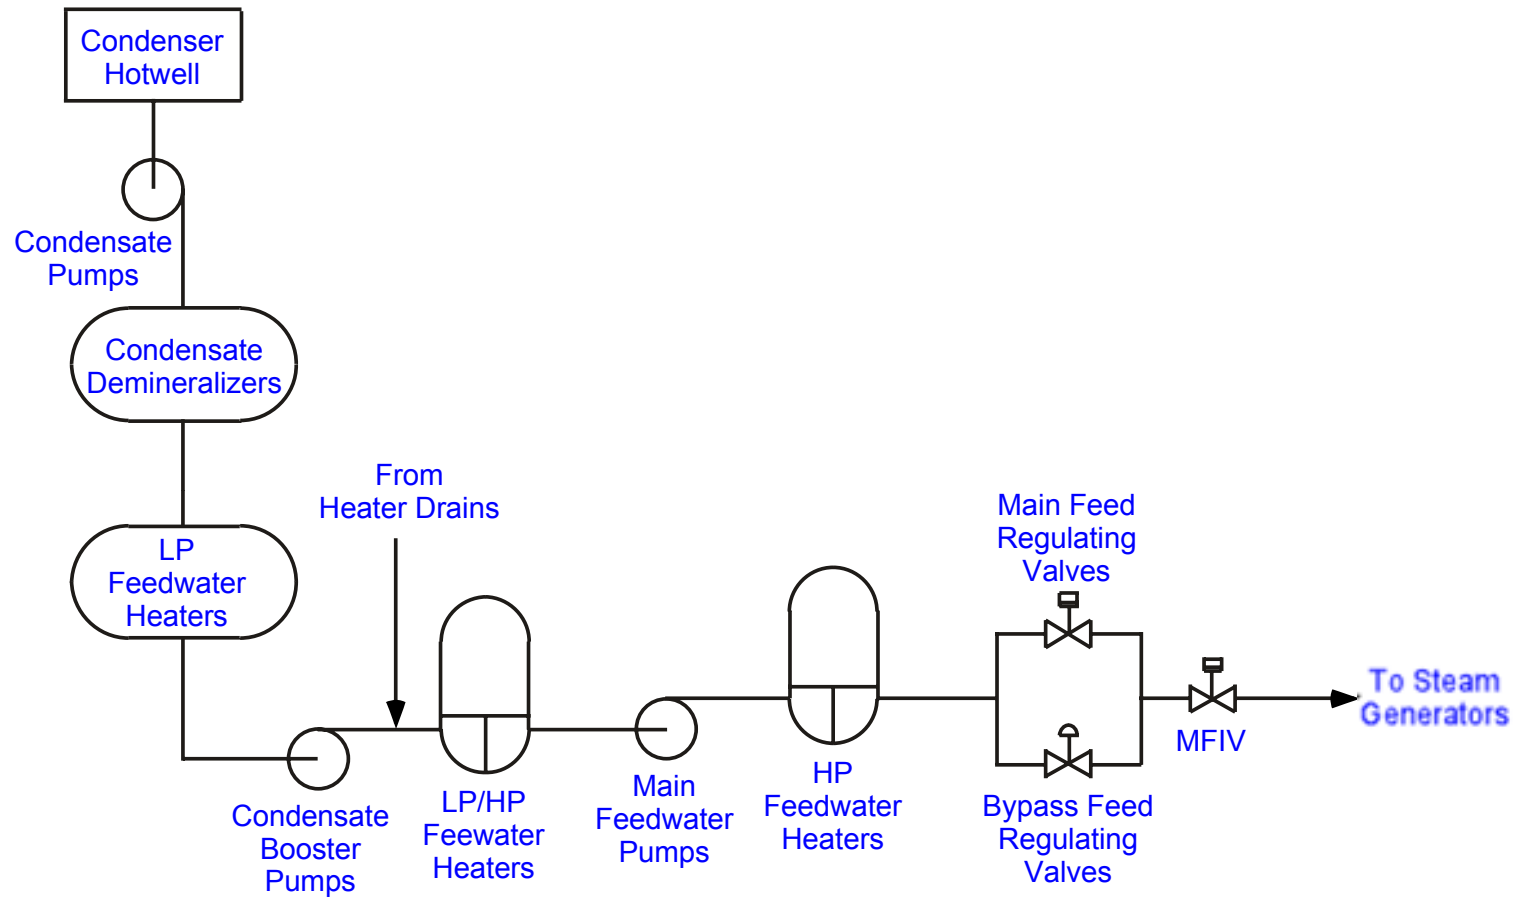 Condenser
Hotwell
Condensate
Pumps
Condensate
Demineralizers
LP
Feedwater
Heaters
From
Heater Drains
Condensate
Booster
Pumps
LP/HP
Feewater
Heaters
Main
Feedwater
Pumps
HP
Feedwater
Heaters
Main Feed
Regulating
Valves
Bypass Feed
Regulating
Valves
MFIV
To Steam
Generators